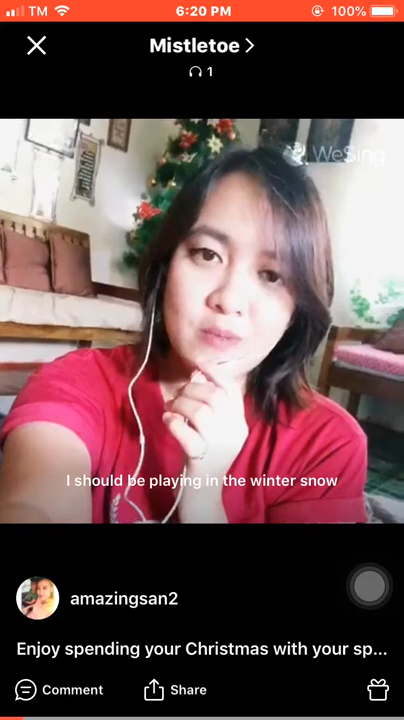 TM 6:20 PM 100%
Mistletoe
1
WeSing
I should be playing in the winter snow
amazingsan2
Enjoy spending your Christmas with your sp...
Comment Share